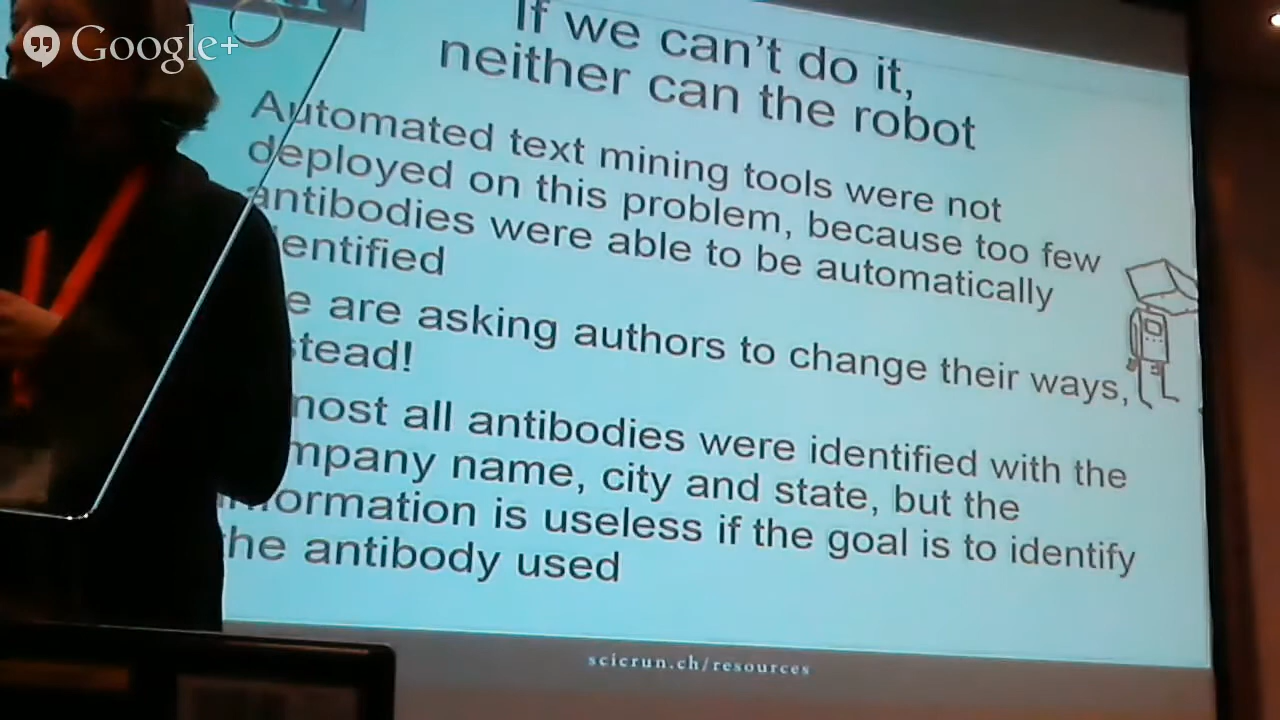 Google+
If we can't do it,
neither can the robot
Automated text mining tools were not
deployed on this problem, because too few
antibodies were able to be automatically
entified
e are asking authors to change their ways,
stead!
most all antibodies were identified with the
mpany name, city and state, but the
ormation is useless if the goal is to identify
the antibody used
scicrun.ch/resources